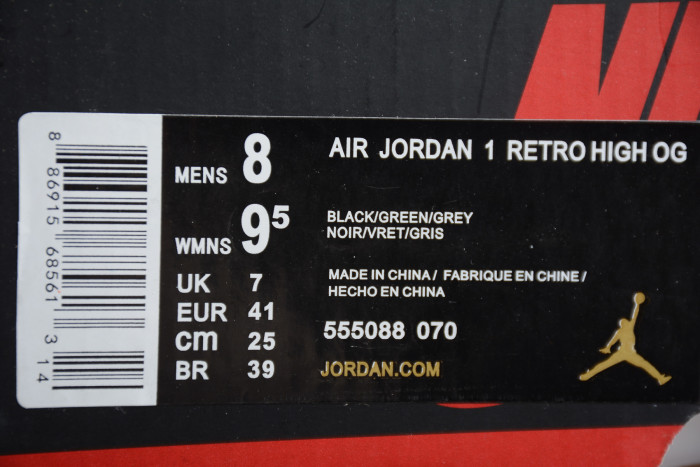 8 86915 68561 3 14
MENS 8
WMNS 9⁵
UK 7
EUR 41
cm 25
BR 39
AIR JORDAN 1 RETRO HIGH OG
BLACK/GREEN/GREY
NOIR/VRET/GRIS
MADE IN CHINA / FABRIQUE EN CHINE /
HECHO EN CHINA
555088 070
JORDAN.COM